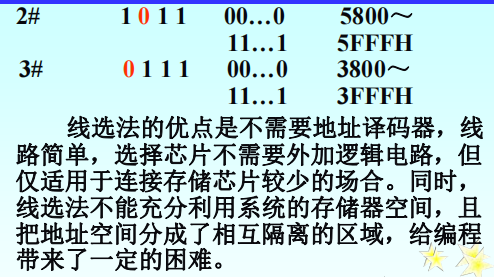 2# 1 0 1 1 00…0 5800～
11…1 5FFFH
3# 0 1 1 1 00…0 3800～
11…1 3FFFH
线选法的优点是不需要地址译码器，线
路简单，选择芯片不需要外加逻辑电路，但
仅适用于连接存储芯片较少的场合。同时，
线选法不能充分利用系统的存储器空间，且
把地址空间分成了相互隔离的区域，给编程
带来了一定的困难。